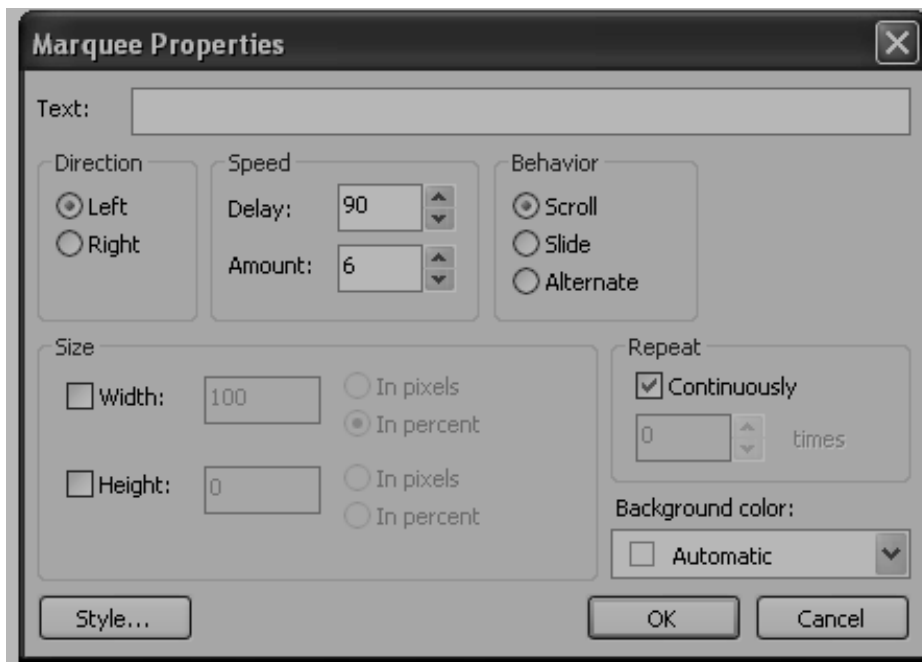 Marquee Properties
Text:
Direction
Left
Right
Speed
Delay: 90
Amount: 6
Behavior
Scroll
Slide
Alternate
Size
Width: 100
In pixels
In percent
Height: 0
In pixels
In percent
Repeat
Continuously
0 times
Background color:
Automatic
Style...
OK
Cancel